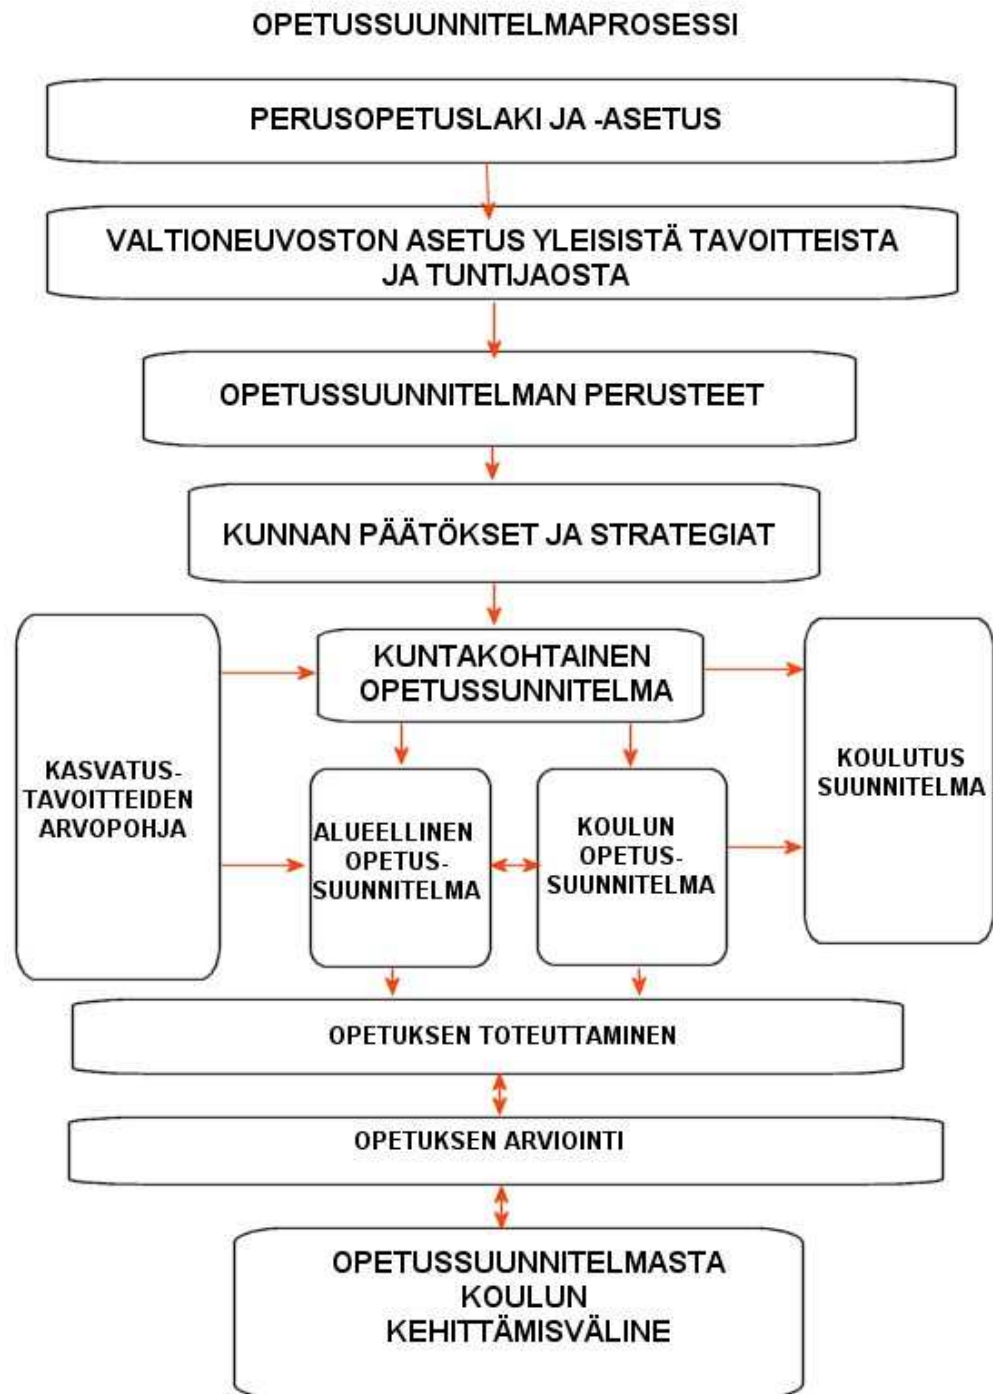 OPETUSSUUNNITELMAPROSESSI
PERUSOPETUSLAKI JA -ASETUS
VALTIONEUVOSTON ASETUS YLEISISTÄ TAVOITTEISTA
JA TUNTIJAOSTA
OPETUSSUUNNITELMAN PERUSTEET
KUNNAN PÄÄTÖKSET JA STRATEGIAT
KUNTAKOHTAINEN
OPETUSSUNNITELMA
KASVATUS-
TAVOITTEIDEN
ARVOPOHJA
ALUEELLINEN
OPETUS-
SUUNNITELMA
KOULUN
OPETUS-
SUUNNITELMA
KOULUTUS
SUUNNITELMA
OPETUKSEN TOTEUTTAMINEN
OPETUKSEN ARVIOINTI
OPETUSSUUNNITELMASTA
KOULUN
KEHITTÄMISVÄLINE